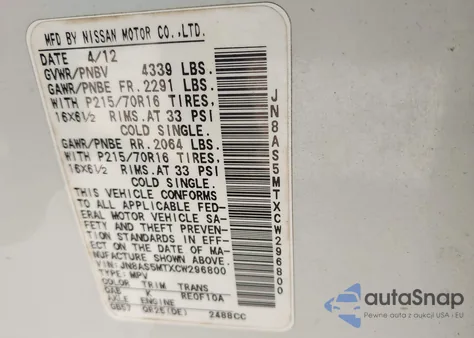 MFD BY NISSAN MOTOR CO.,LTD.
DATE 4/12
GVWR/PNBV 4339 LBS.
GAWR/PNBE FR. 2291 LBS.
WITH P215/70R16 TIRES,
16X6½ RIMS.AT 33 PSI
COLD SINGLE.
GAWR/PNBE RR. 2064 LBS.
WITH P215/70R16 TIRES,
16X6½ RIMS.AT 33 PSI
COLD SINGLE.
THIS VEHICLE CONFORMS
TO ALL APPLICABLE FED-
ERAL MOTOR VEHICLE SA-
FETY AND THEFT PREVEN-
TION STANDARDS IN EFF-
ECT ON THE DATE OF MA-
NUFACTURE SHOWN ABOVE.
VIN:JN8AS5MTXCW296800
TYPE: MPV
COLOR TRIM TRANS
K RE0F10A
AXLE ENGINE
QR25(DE) 2488CC
JN8AS5MTXCW296800
autoSnap
Pewne auta z USA i Kanady